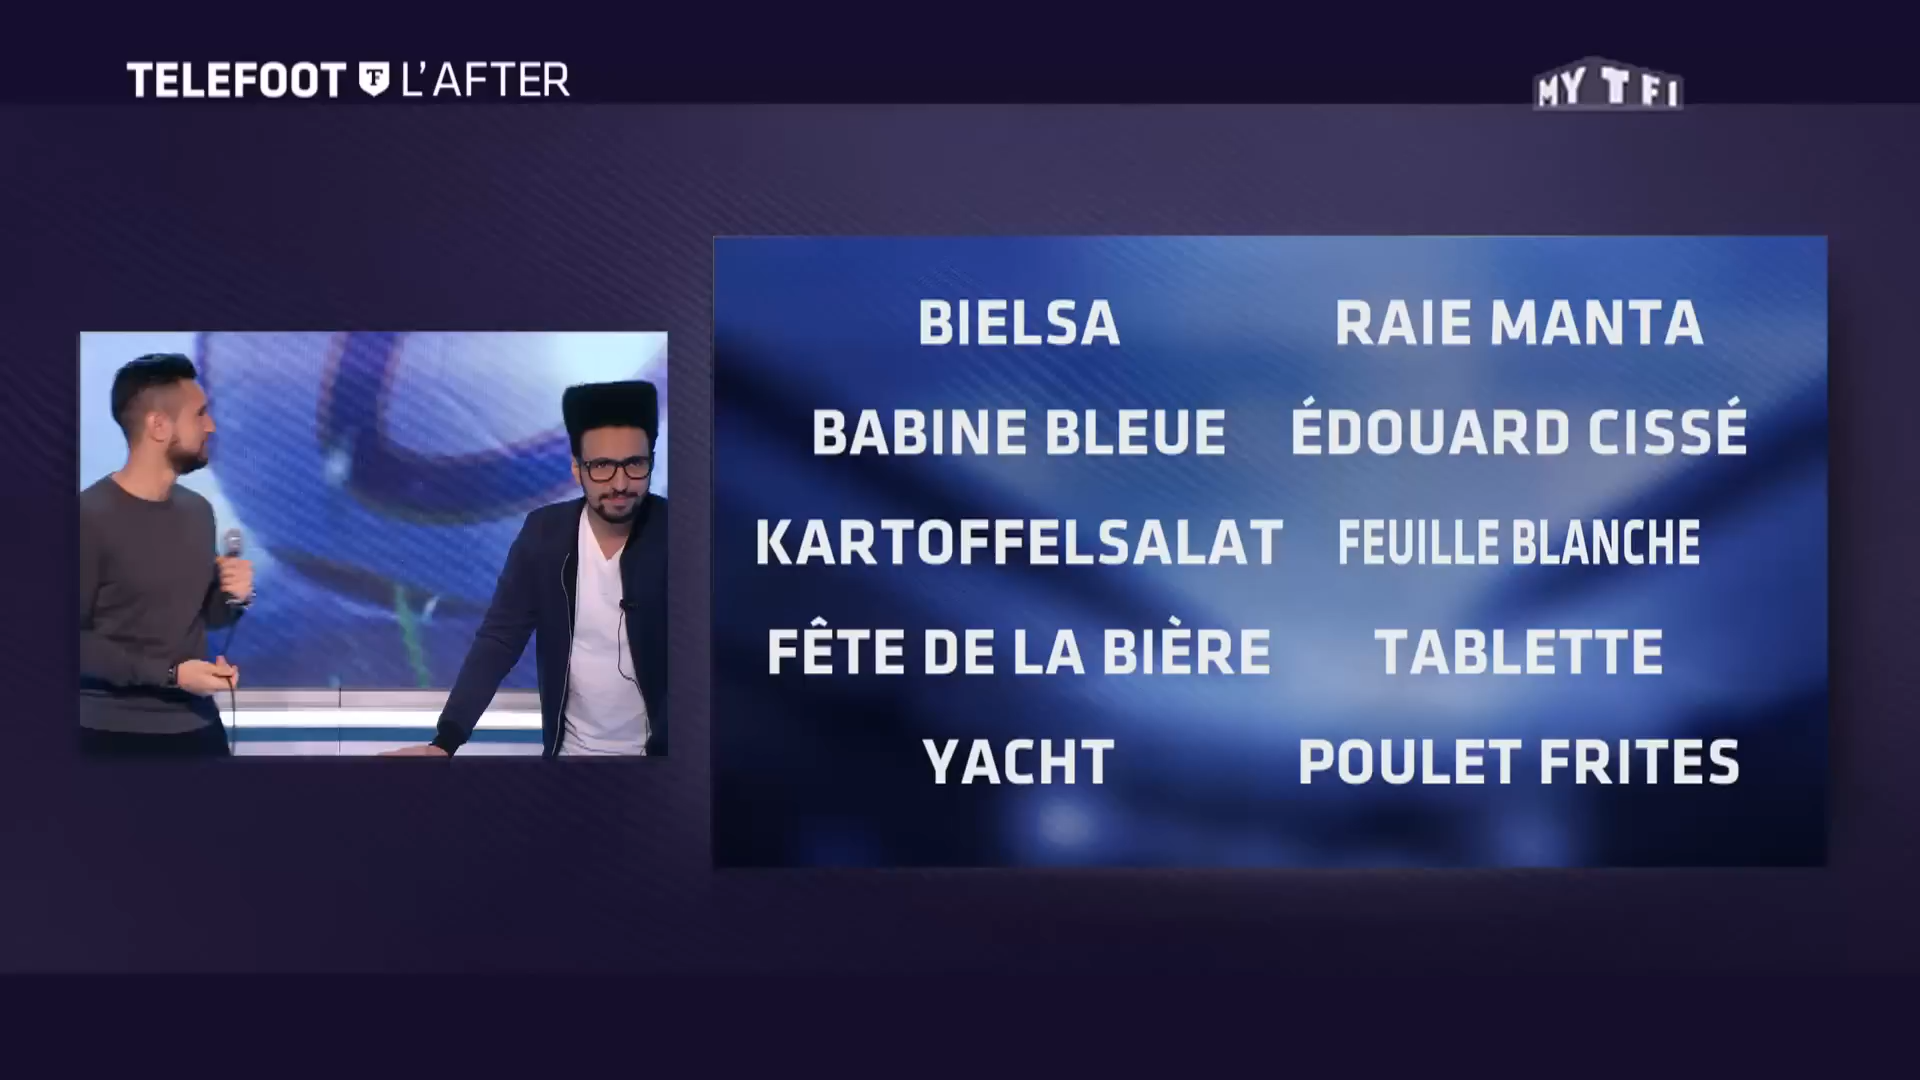 TELEFOOT TF L'AFTER
MY TF1
BIELSA
RAIE MANTA
BABINE BLEUE
ÉDOUARD CISSÉ
KARTOFFELSALAT
FEUILLE BLANCHE
FÊTE DE LA BIÈRE
TABLETTE
YACHT
POULET FRITES